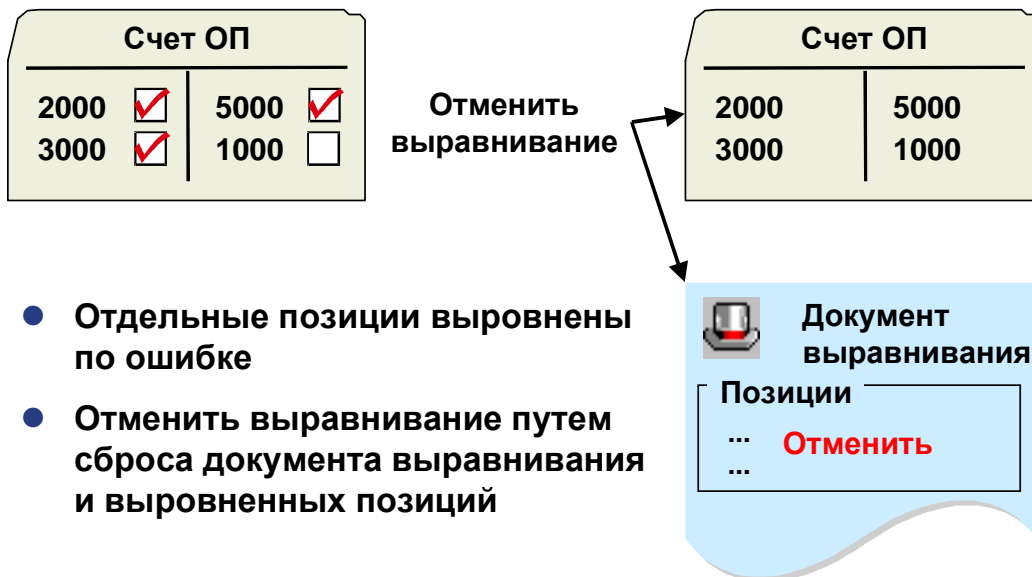 Счет ОП
2000 5000
3000 1000
Отменить
выравнивание
Счет ОП
2000 5000
3000 1000
Отдельные позиции выровнены
по ошибке
Отменить выравнивание путем
сброса документа выравнивания
и выровненных позиций
Документ
выравнивания
Позиции
... Отменить
...